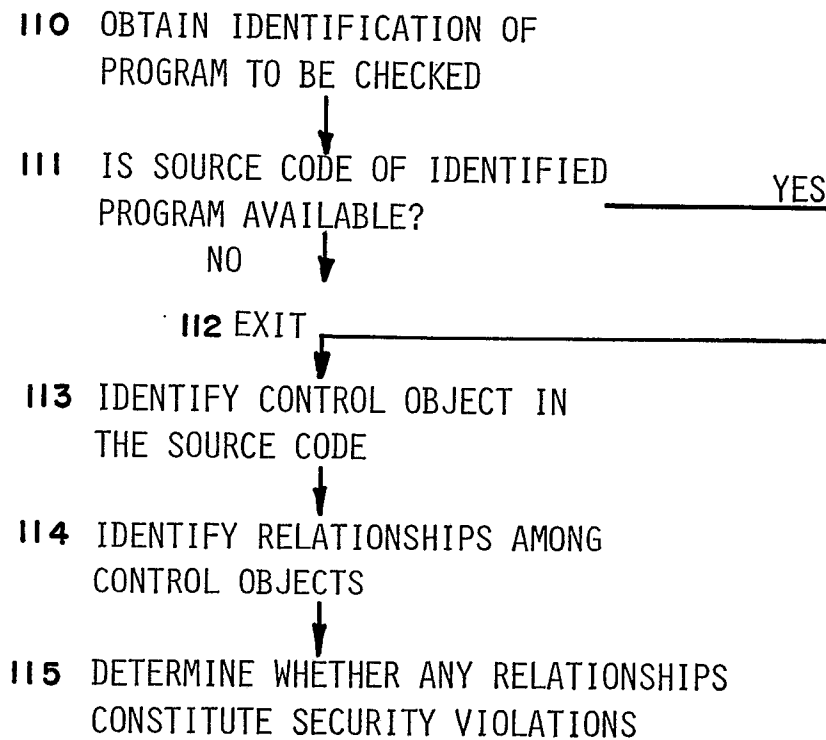 110 OBTAIN IDENTIFICATION OF
PROGRAM TO BE CHECKED
111 IS SOURCE CODE OF IDENTIFIED
PROGRAM AVAILABLE?
YES
NO
112 EXIT
113 IDENTIFY CONTROL OBJECT IN
THE SOURCE CODE
114 IDENTIFY RELATIONSHIPS AMONG
CONTROL OBJECTS
115 DETERMINE WHETHER ANY RELATIONSHIPS
CONSTITUTE SECURITY VIOLATIONS